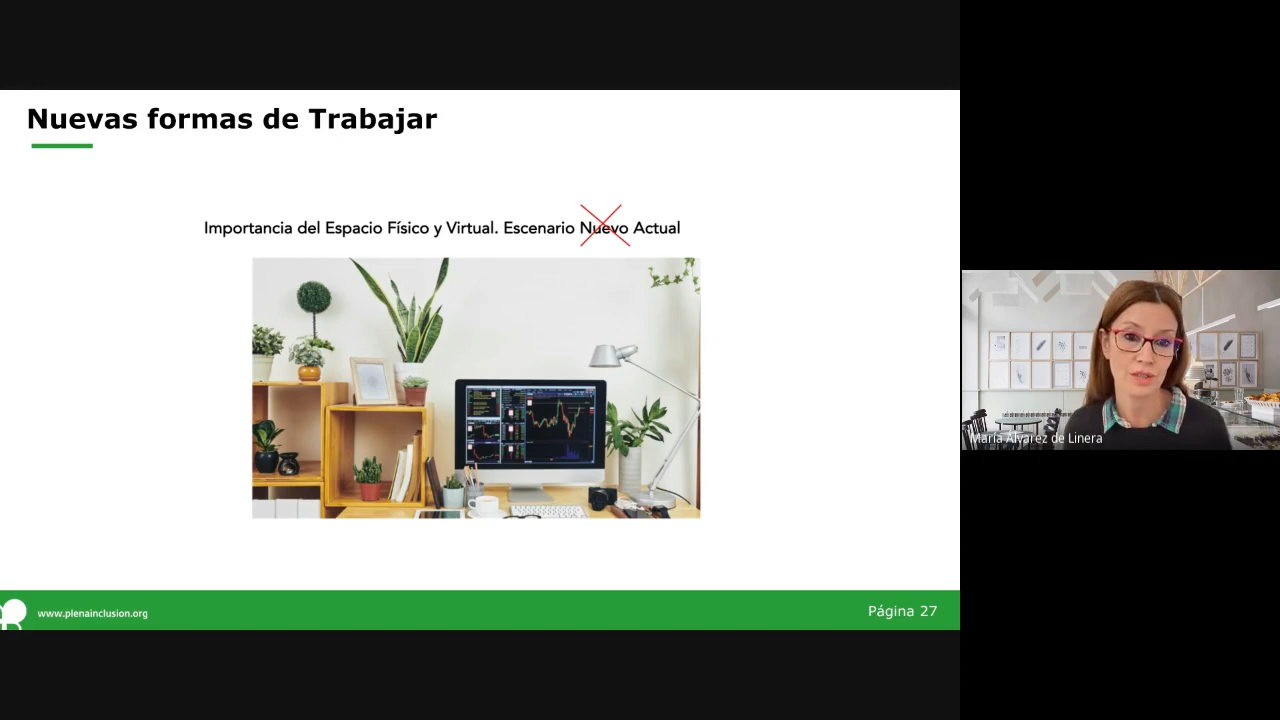 Nuevas formas de Trabajar
Importancia del Espacio Físico y Virtual. Escenario Nuevo Actual
María Álvarez de Linera
www.plenainclusion.org
Página 27